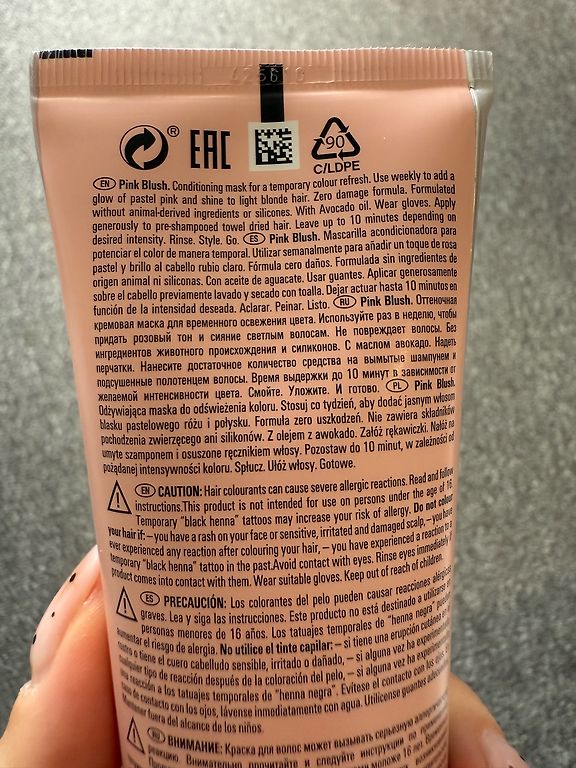 ® EAC 90
C/LDPE
EN Pink Blush. Conditioning mask for a temporary colour refresh. Use weekly to add a
glow of pastel pink and shine to light blonde hair. Zero damage formula. Formulated
without animal-derived ingredients or silicones. With Avocado oil. Wear gloves. Apply
generously to pre-shampooed towel dried hair. Leave up to 10 minutes depending on
desired intensity. Rinse. Style. Go. ES Pink Blush. Mascarilla acondicionadora para
potenciar el color de manera temporal. Utilizar semanalmente para añadir un toque de rosa
pastel y brillo al cabello rubio claro. Fórmula cero daños. Formulada sin ingredientes de
origen animal ni siliconas. Con aceite de aguacate. Usar guantes. Aplicar generosamente
sobre el cabello previamente lavado y secado con toalla. Dejar actuar hasta 10 minutos en
función de la intensidad deseada. Aclarar. Peinar. Listo. RU Pink Blush. Оттеночная
кремовая маска для временного освежения цвета. Используйте раз в неделю, чтобы
придать розовый тон и сияние светлым волосам. Не повреждает волосы. Без
ингредиентов животного происхождения и силиконов. С маслом авокадо. Надеть
перчатки. Нанесите достаточное количество средства на вымытые шампунем и
подсушенные полотенцем волосы. Время выдержки до 10 минут в зависимости от
желаемой интенсивности цвета. Смойте. Уложите. И готово. PL Pink Blush.
Odżywiająca maska do odświeżenia koloru. Stosuj co tydzień, aby dodać jasnym włosom
blasku pastelowego różu i połysku. Formuła zero uszkodzeń. Nie zawiera składników
pochodzenia zwierzęcego ani silikonów. Z olejem z awokado. Załóż rękawiczki. Nałóż na
umyte szamponem i osuszone ręcznikiem włosy. Pozostaw do 10 minut, w zależności od
pożądanej intensywności koloru. Spłucz. Ułóż włosy. Gotowe.
EN CAUTION: Hair colourants can cause severe allergic reactions. Read and follow
instructions.This product is not intended for use on persons under the age of 16.
Temporary "black henna" tattoos may increase your risk of allergy. Do not colour
your hair if: – you have a rash on your face or sensitive, irritated and damaged scalp, – you have
ever experienced any reaction after colouring your hair, – you have experienced a reaction to a
temporary "black henna" tattoo in the past.Avoid contact with eyes. Rinse eyes immediately if
product comes into contact with them. Wear suitable gloves. Keep out of reach of children.
ES PRECAUCIÓN: Los colorantes del pelo pueden causar reacciones alérgicas
graves. Lea y siga las instrucciones. Este producto no está destinado a utilizarse en
personas menores de 16 años. Los tatuajes temporales de "henna negra" pueden
aumentar el riesgo de alergia. No utilice el tinte capilar: – si tiene una erupción cutánea en el
rostro o tiene el cuero cabelludo sensible, irritado o dañado, – si alguna vez ha experimentado
cualquier tipo de reacción después de la coloración del pelo, – si alguna vez ha experimentado
una reacción a los tatuajes temporales de "henna negra". Evítese el contacto con los ojos.
caso de contacto con los ojos, lávense inmediatamente con agua. Utilícense guantes
Mantener fuera del alcance de los niños.
RU ВНИМАНИЕ: Краска для волос может вызывать серьезную
реакцию. Внимательно прочитайте и следуйте инструкции по
моложе 16 лет.